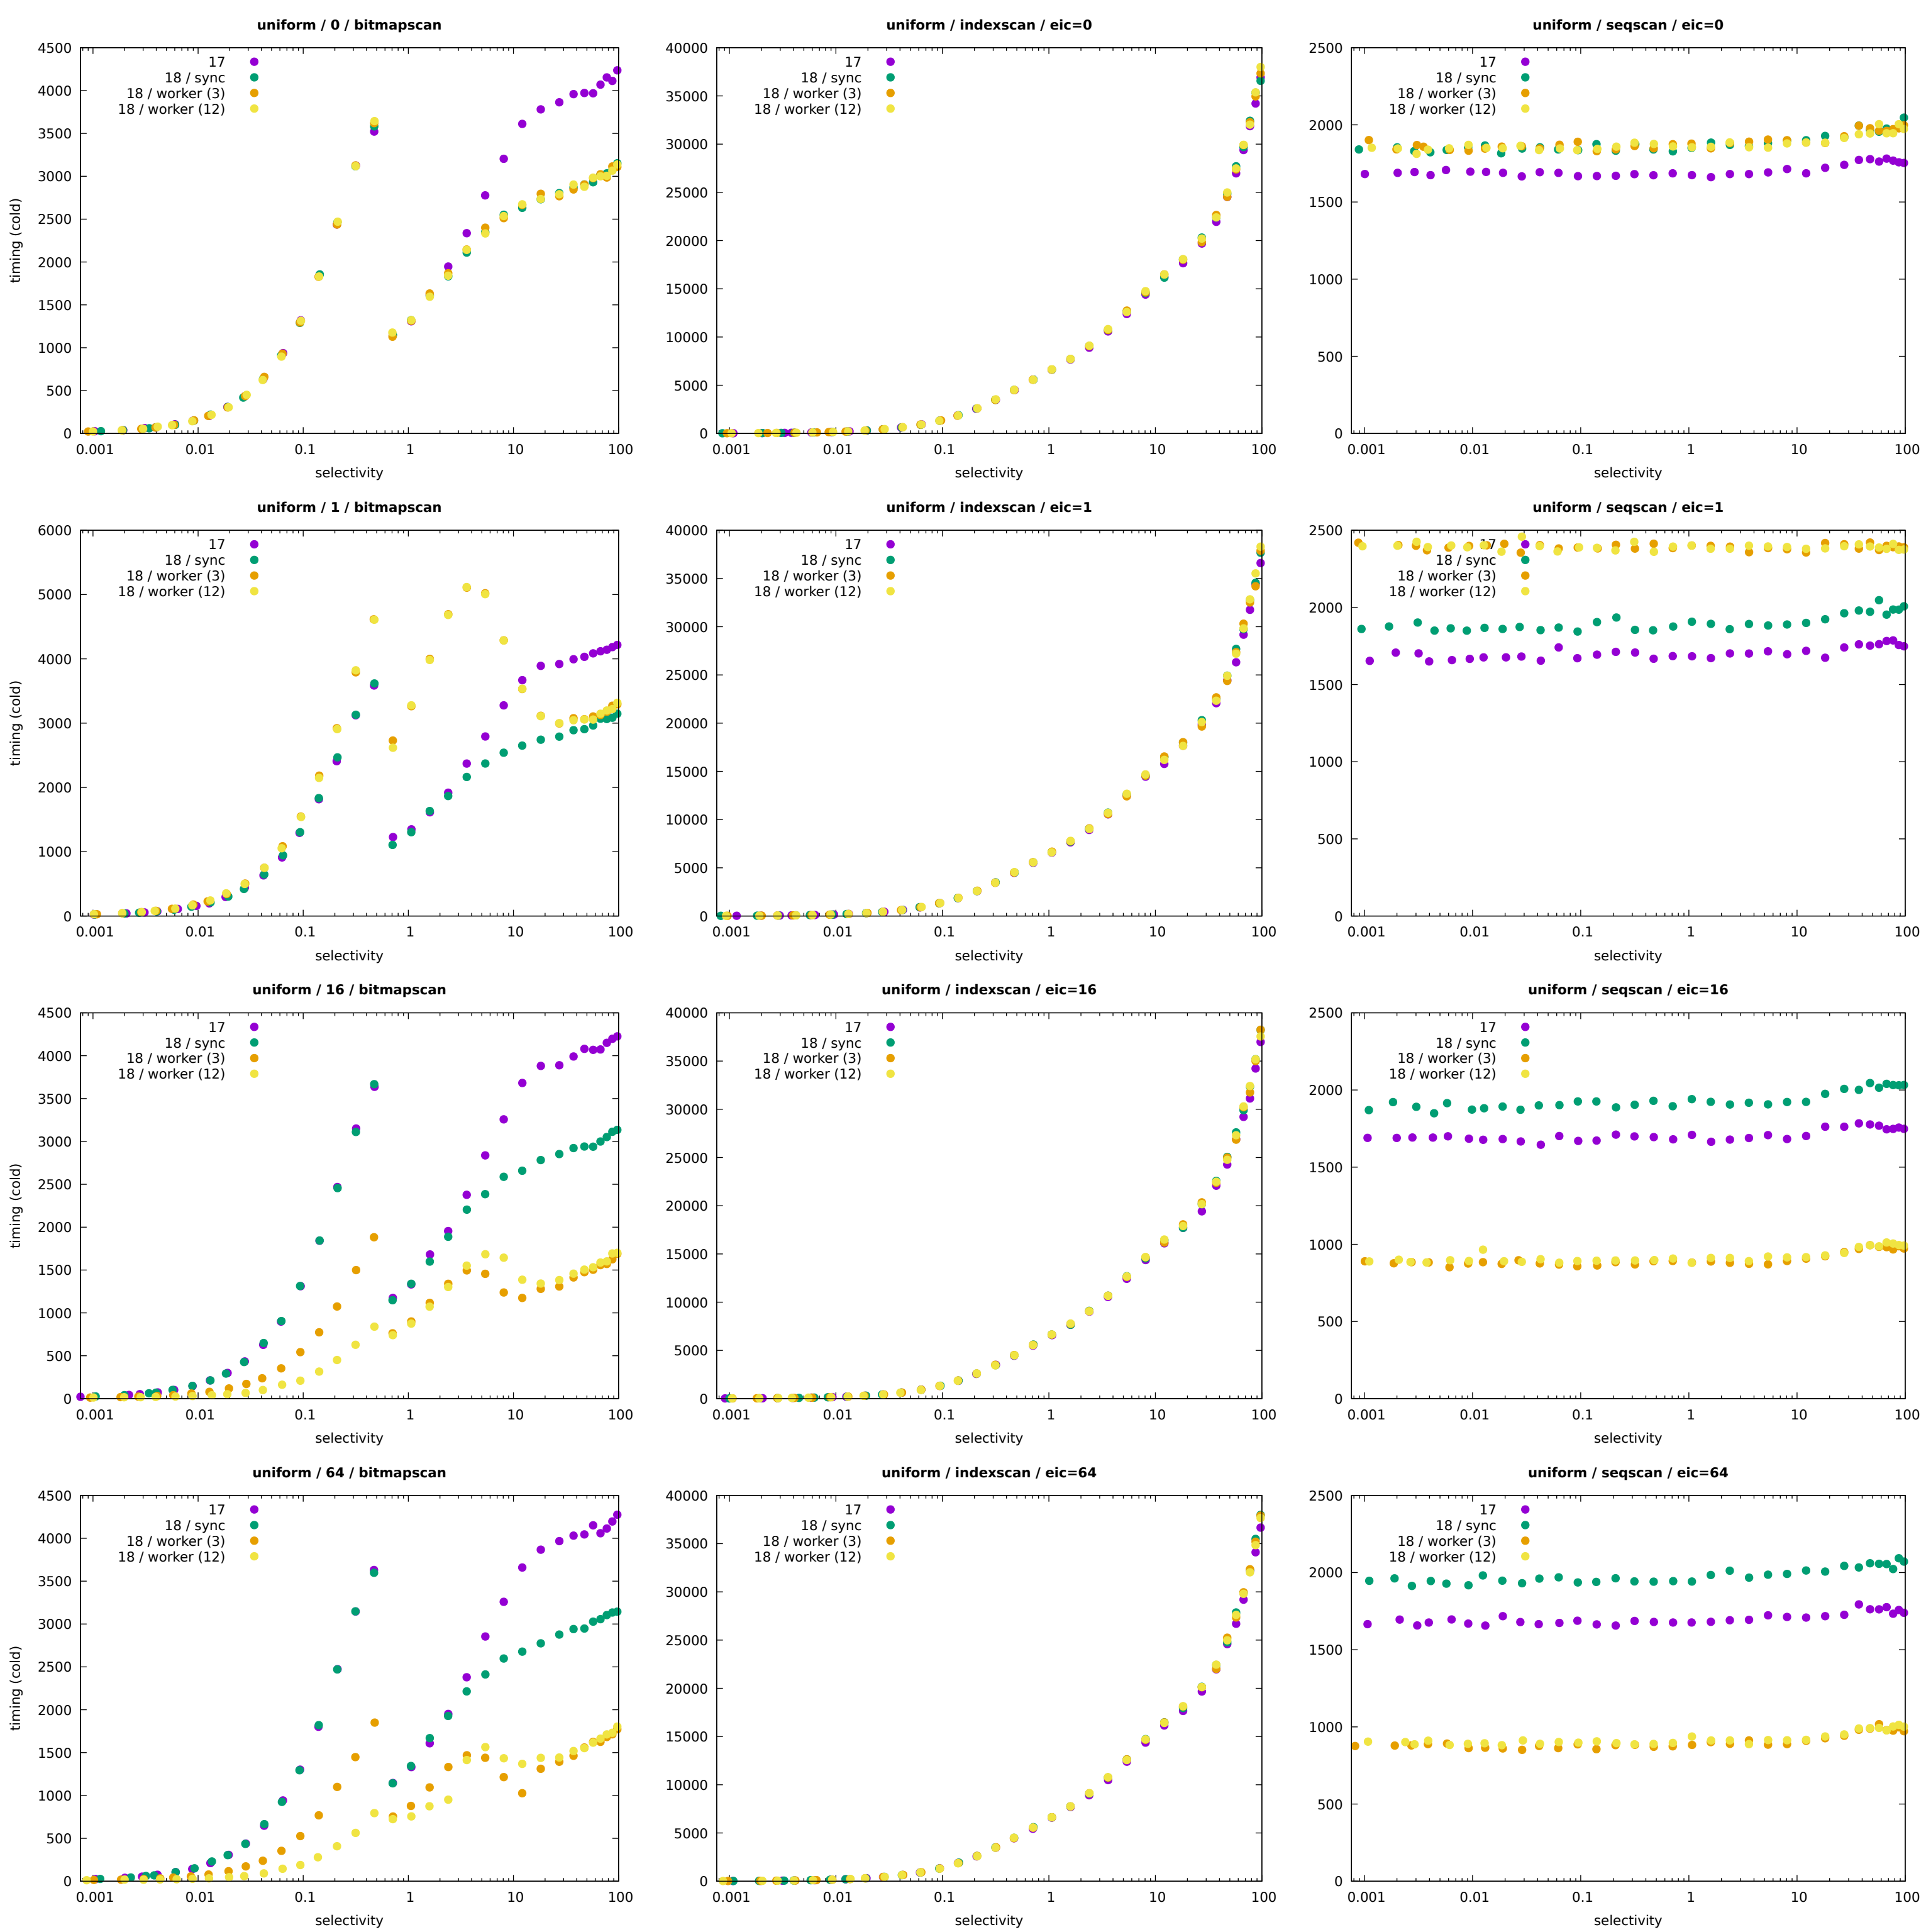 uniform / 0 / bitmapscan
4500
4000
3500
3000
2500
2000
1500
1000
500
0
timing (cold)
17
18 / sync
18 / worker (3)
18 / worker (12)
0.001 0.01 0.1 1 10 100
selectivity
uniform / indexscan / eic=0
40000
35000
30000
25000
20000
15000
10000
5000
0
17
18 / sync
18 / worker (3)
18 / worker (12)
0.001 0.01 0.1 1 10 100
selectivity
uniform / seqscan / eic=0
2500
2000
1500
1000
500
0
17
18 / sync
18 / worker (3)
18 / worker (12)
0.001 0.01 0.1 1 10 100
selectivity
uniform / 1 / bitmapscan
6000
5000
4000
3000
2000
1000
0
timing (cold)
17
18 / sync
18 / worker (3)
18 / worker (12)
0.001 0.01 0.1 1 10 100
selectivity
uniform / indexscan / eic=1
40000
35000
30000
25000
20000
15000
10000
5000
0
17
18 / sync
18 / worker (3)
18 / worker (12)
0.001 0.01 0.1 1 10 100
selectivity
uniform / seqscan / eic=1
2500
2000
1500
1000
500
0
17
18 / sync
18 / worker (3)
18 / worker (12)
0.001 0.01 0.1 1 10 100
selectivity
uniform / 16 / bitmapscan
4500
4000
3500
3000
2500
2000
1500
1000
500
0
timing (cold)
17
18 / sync
18 / worker (3)
18 / worker (12)
0.001 0.01 0.1 1 10 100
selectivity
uniform / indexscan / eic=16
40000
35000
30000
25000
20000
15000
10000
5000
0
17
18 / sync
18 / worker (3)
18 / worker (12)
0.001 0.01 0.1 1 10 100
selectivity
uniform / seqscan / eic=16
2500
2000
1500
1000
500
0
17
18 / sync
18 / worker (3)
18 / worker (12)
0.001 0.01 0.1 1 10 100
selectivity
uniform / 64 / bitmapscan
4500
4000
3500
3000
2500
2000
1500
1000
500
0
timing (cold)
17
18 / sync
18 / worker (3)
18 / worker (12)
0.001 0.01 0.1 1 10 100
selectivity
uniform / indexscan / eic=64
40000
35000
30000
25000
20000
15000
10000
5000
0
17
18 / sync
18 / worker (3)
18 / worker (12)
0.001 0.01 0.1 1 10 100
selectivity
uniform / seqscan / eic=64
2500
2000
1500
1000
500
0
17
18 / sync
18 / worker (3)
18 / worker (12)
0.001 0.01 0.1 1 10 100
selectivity